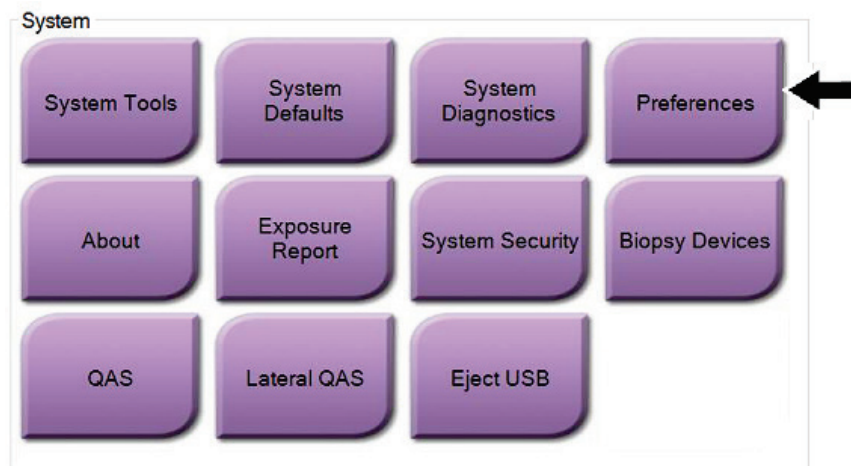 System
System Tools
System
Defaults
System
Diagnostics
Preferences
About
Exposure
Report
System Security
Biopsy Devices
QAS
Lateral QAS
Eject USB